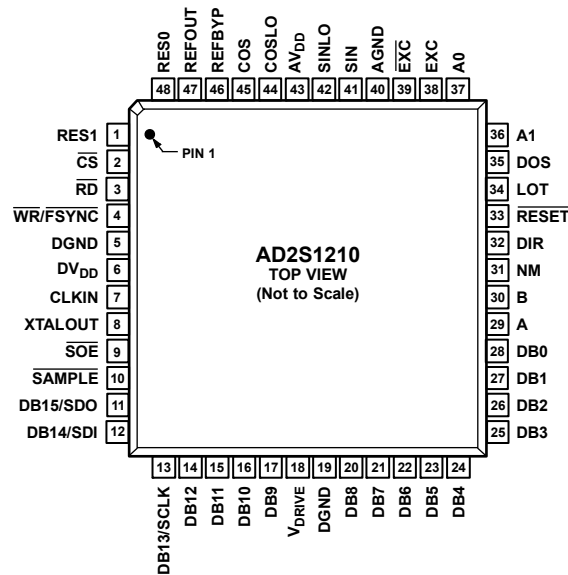 RES0
REFOUT
REFBYP
COS
COSLO
AVDD
SINLO
SIN
AGND
EXC
EXC
A0
48 47 46 45 44 43 42 41 40 39 38 37
RES1 1
CS 2
RD 3
WR/FSYNC 4
DGND 5
DVDD 6
CLKIN 7
XTALOUT 8
SOE 9
SAMPLE 10
DB15/SDO 11
DB14/SDI 12
PIN 1
AD2S1210
TOP VIEW
(Not to Scale)
36 A1
35 DOS
34 LOT
33 RESET
32 DIR
31 NM
30 B
29 A
28 DB0
27 DB1
26 DB2
25 DB3
13 14 15 16 17 18 19 20 21 22 23 24
DB13/SCLK
DB12
DB11
DB10
DB9
VDRIVE
DGND
DB8
DB7
DB6
DB5
DB4